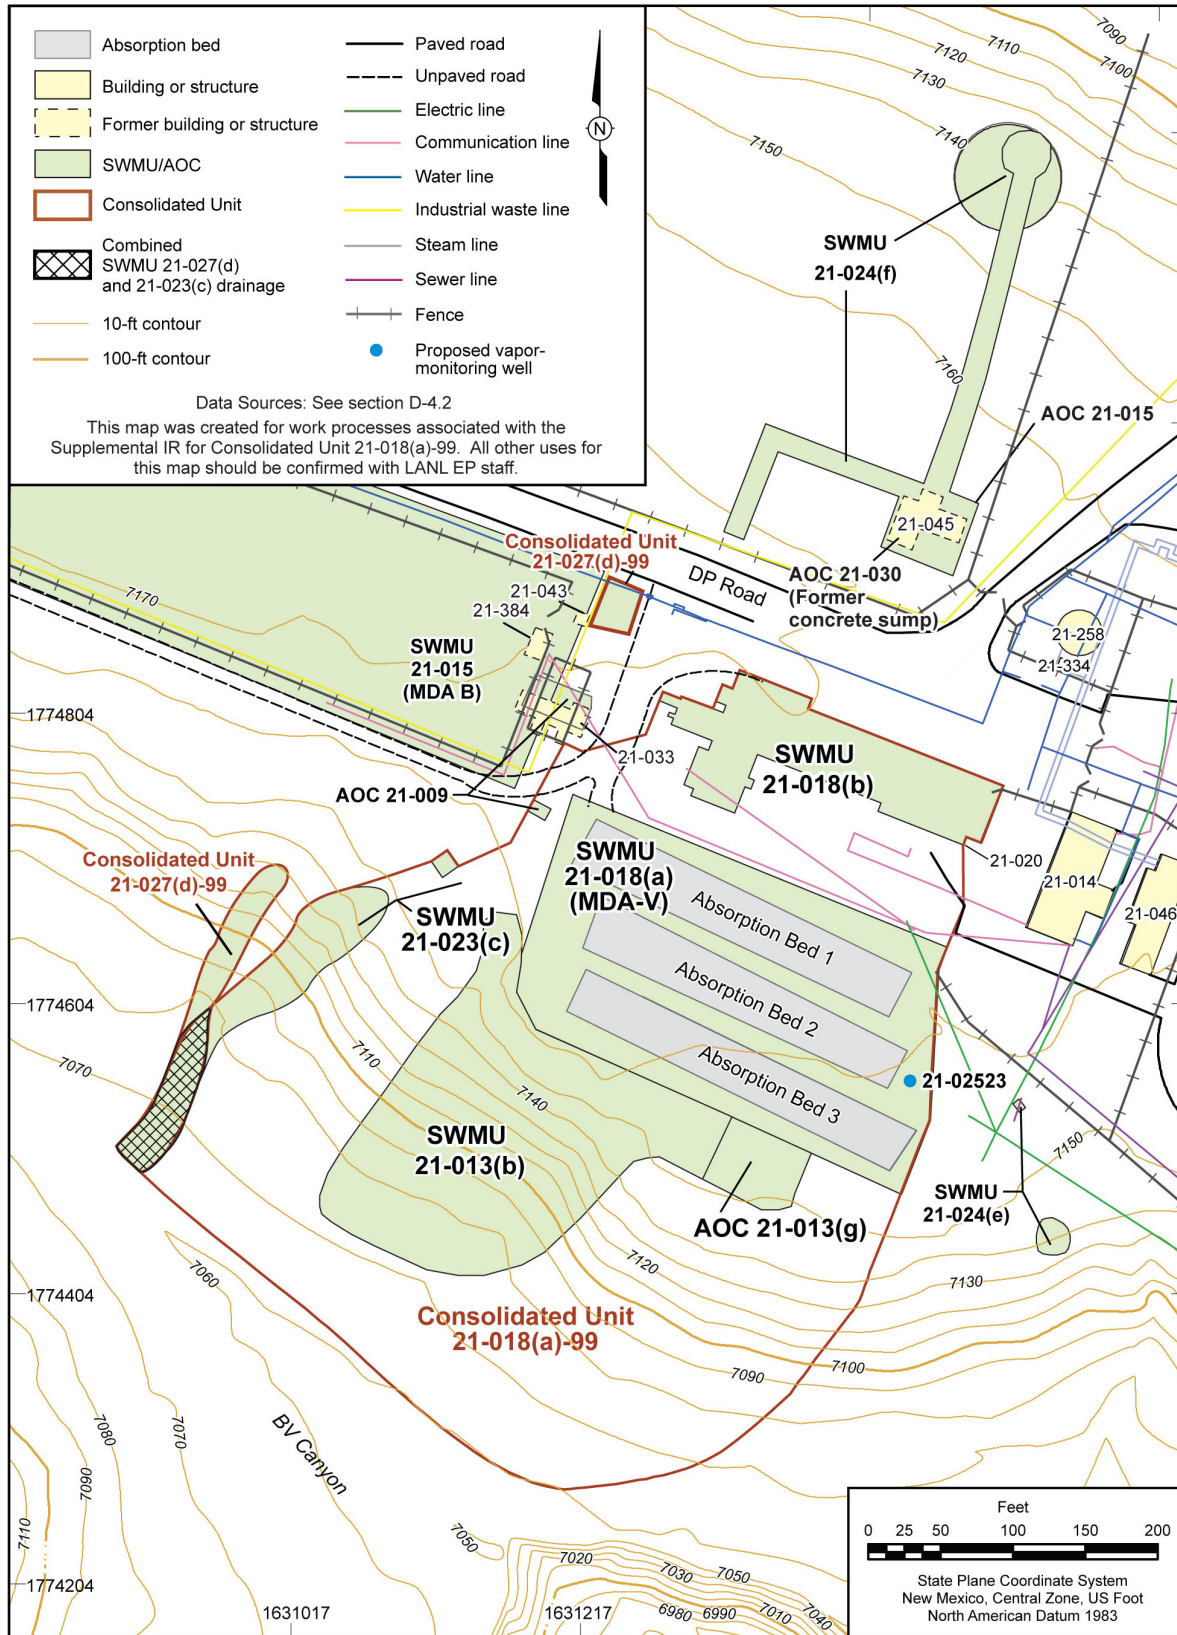 Absorption bed
Building or structure
Former building or structure
SWMU/AOC
Consolidated Unit
Combined
SWMU 21-027(d)
and 21-023(c) drainage
10-ft contour
100-ft contour
Paved road
Unpaved road
Electric line
Communication line
Water line
Industrial waste line
Steam line
Sewer line
Fence
Proposed vapor-
monitoring well
N
Data Sources: See section D-4.2
This map was created for work processes associated with the
Supplemental IR for Consolidated Unit 21-018(a)-99. All other uses for
this map should be confirmed with LANL EP staff.
7090
7110
7100
7120
7130
7140
7150
SWMU
21-024(f)
7160
AOC 21-015
21-045
Consolidated Unit
21-027(d)-99
DP Road
AOC 21-030
(Former
concrete sump)
7170
21-043
21-384
SWMU
21-015
(MDA B)
21-258
21-334
1774804
21-033
SWMU
21-018(b)
AOC 21-009
21-020
21-014
21-046
Consolidated Unit
21-027(d)-99
SWMU
21-018(a)
(MDA-V)
SWMU
21-023(c)
Absorption Bed 1
Absorption Bed 2
Absorption Bed 3
1774604
7070
7110
7140
21-02523
7150
SWMU
21-013(b)
SWMU
21-024(e)
AOC 21-013(g)
7120
7130
7060
1774404
Consolidated Unit
21-018(a)-99
7100
7090
BV Canyon
7080
7070
7090
7110
7050
7020
7030
7050
6980
6990
7010
7040
1774204
1631017
1631217
Feet
0 25 50 100 150 200
State Plane Coordinate System
New Mexico, Central Zone, US Foot
North American Datum 1983